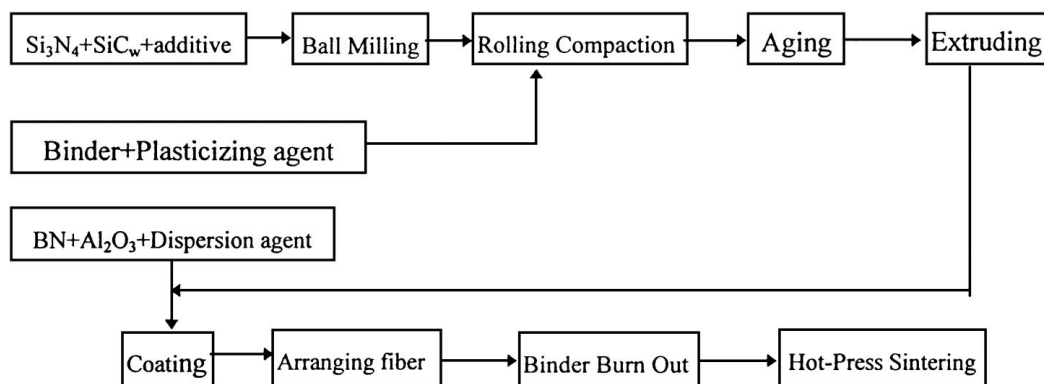 Si₃N₄+SiCw+additive
Ball Milling
Rolling Compaction
Aging
Extruding
Binder+Plasticizing agent
BN+Al₂O₃+Dispersion agent
Coating
Arranging fiber
Binder Burn Out
Hot-Press Sintering